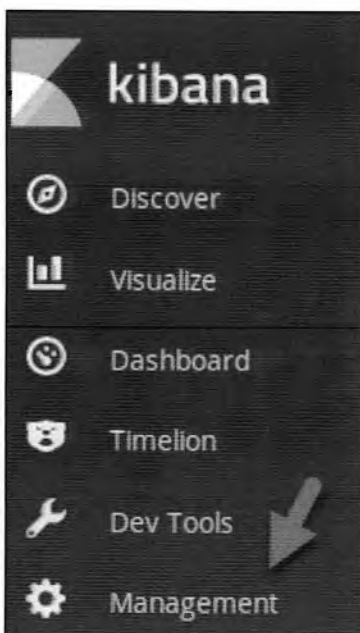 kibana
Discover
Visualize
Dashboard
Timelion
Dev Tools
Management